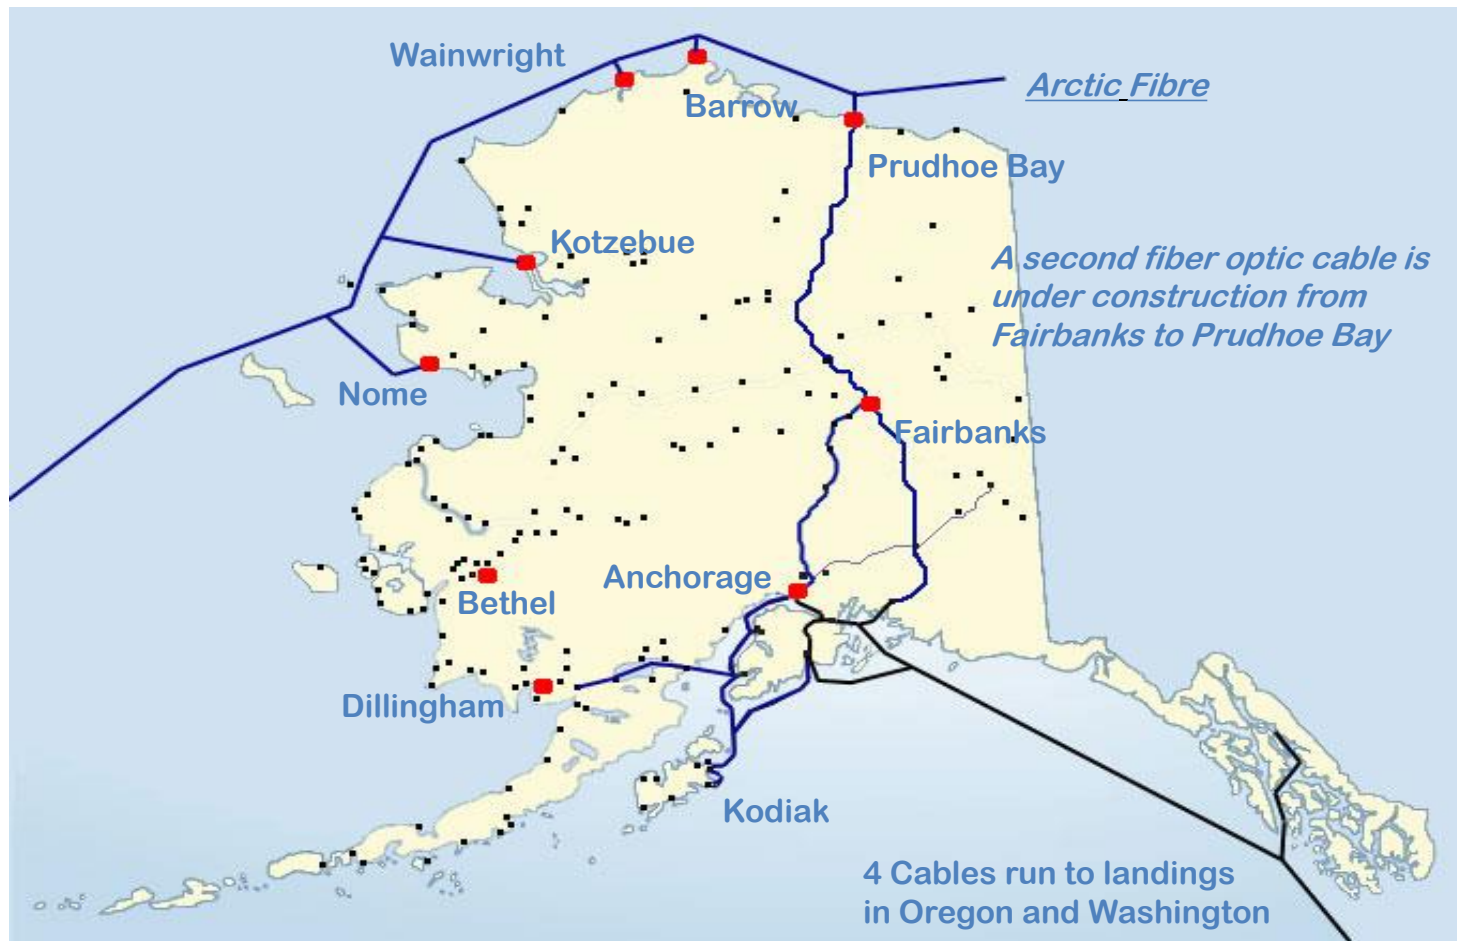 Wainwright
Barrow
Arctic Fibre
Prudhoe Bay
Kotzebue
A second fiber optic cable is
under construction from
Fairbanks to Prudhoe Bay
Nome
Fairbanks
Anchorage
Bethel
Dillingham
Kodiak
4 Cables run to landings
in Oregon and Washington